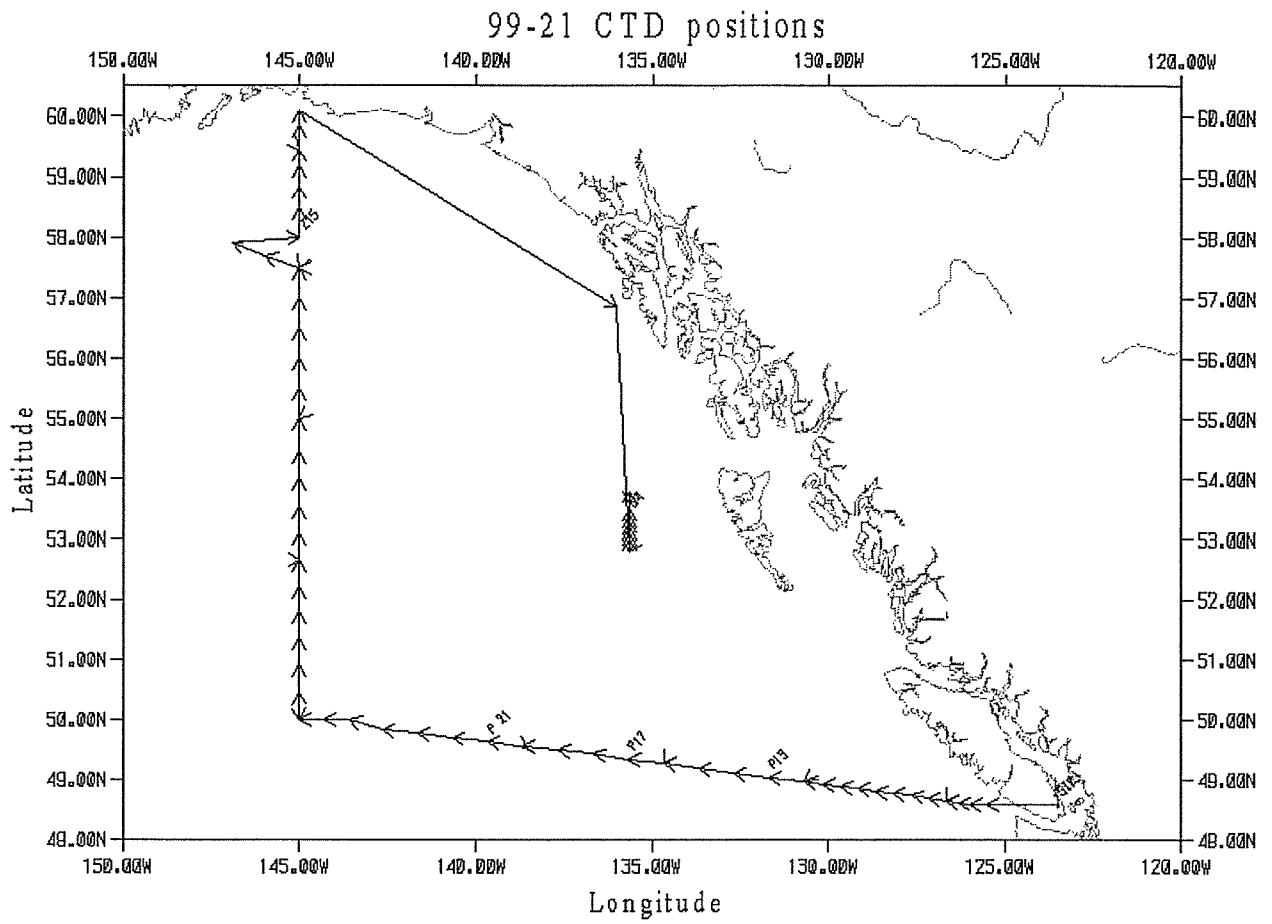 99-21 CTD positions
150.00W 145.00W 140.00W 135.00W 130.00W 125.00W 120.00W
60.00N 60.00N
59.00N 59.00N
58.00N 58.00N
57.00N 57.00N
56.00N 56.00N
55.00N 55.00N
54.00N 54.00N
53.00N 53.00N
52.00N 52.00N
51.00N 51.00N
50.00N 50.00N
49.00N 49.00N
48.00N 48.00N
P 21
P17
P13
150.00W 145.00W 140.00W 135.00W 130.00W 125.00W 120.00W
Longitude
Latitude